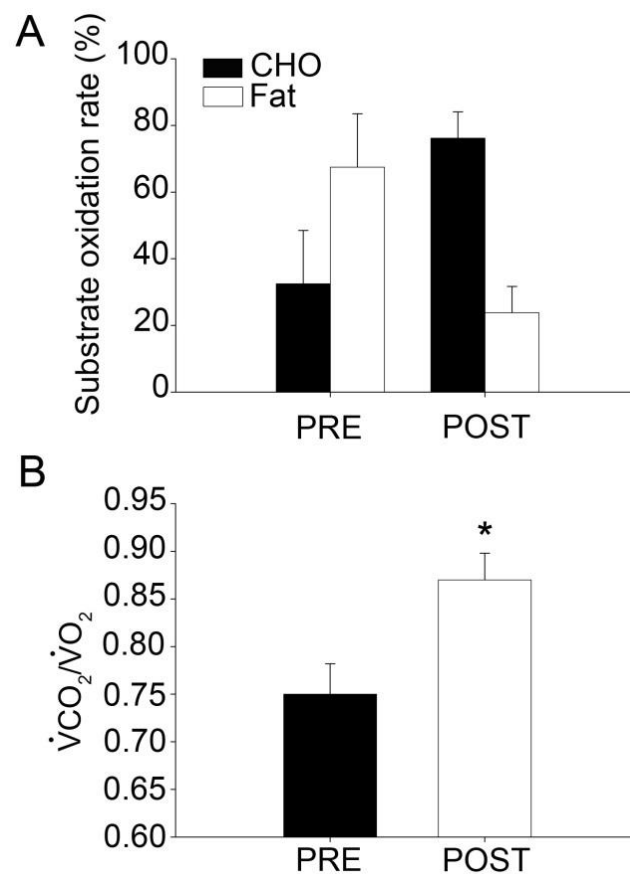 A
Substrate oxidation rate (%)
100
80
60
40
20
0
CHO
Fat
PRE POST
B
V̇CO₂/V̇O₂
0.95
0.90
0.85
0.80
0.75
0.70
0.65
0.60
*
PRE POST